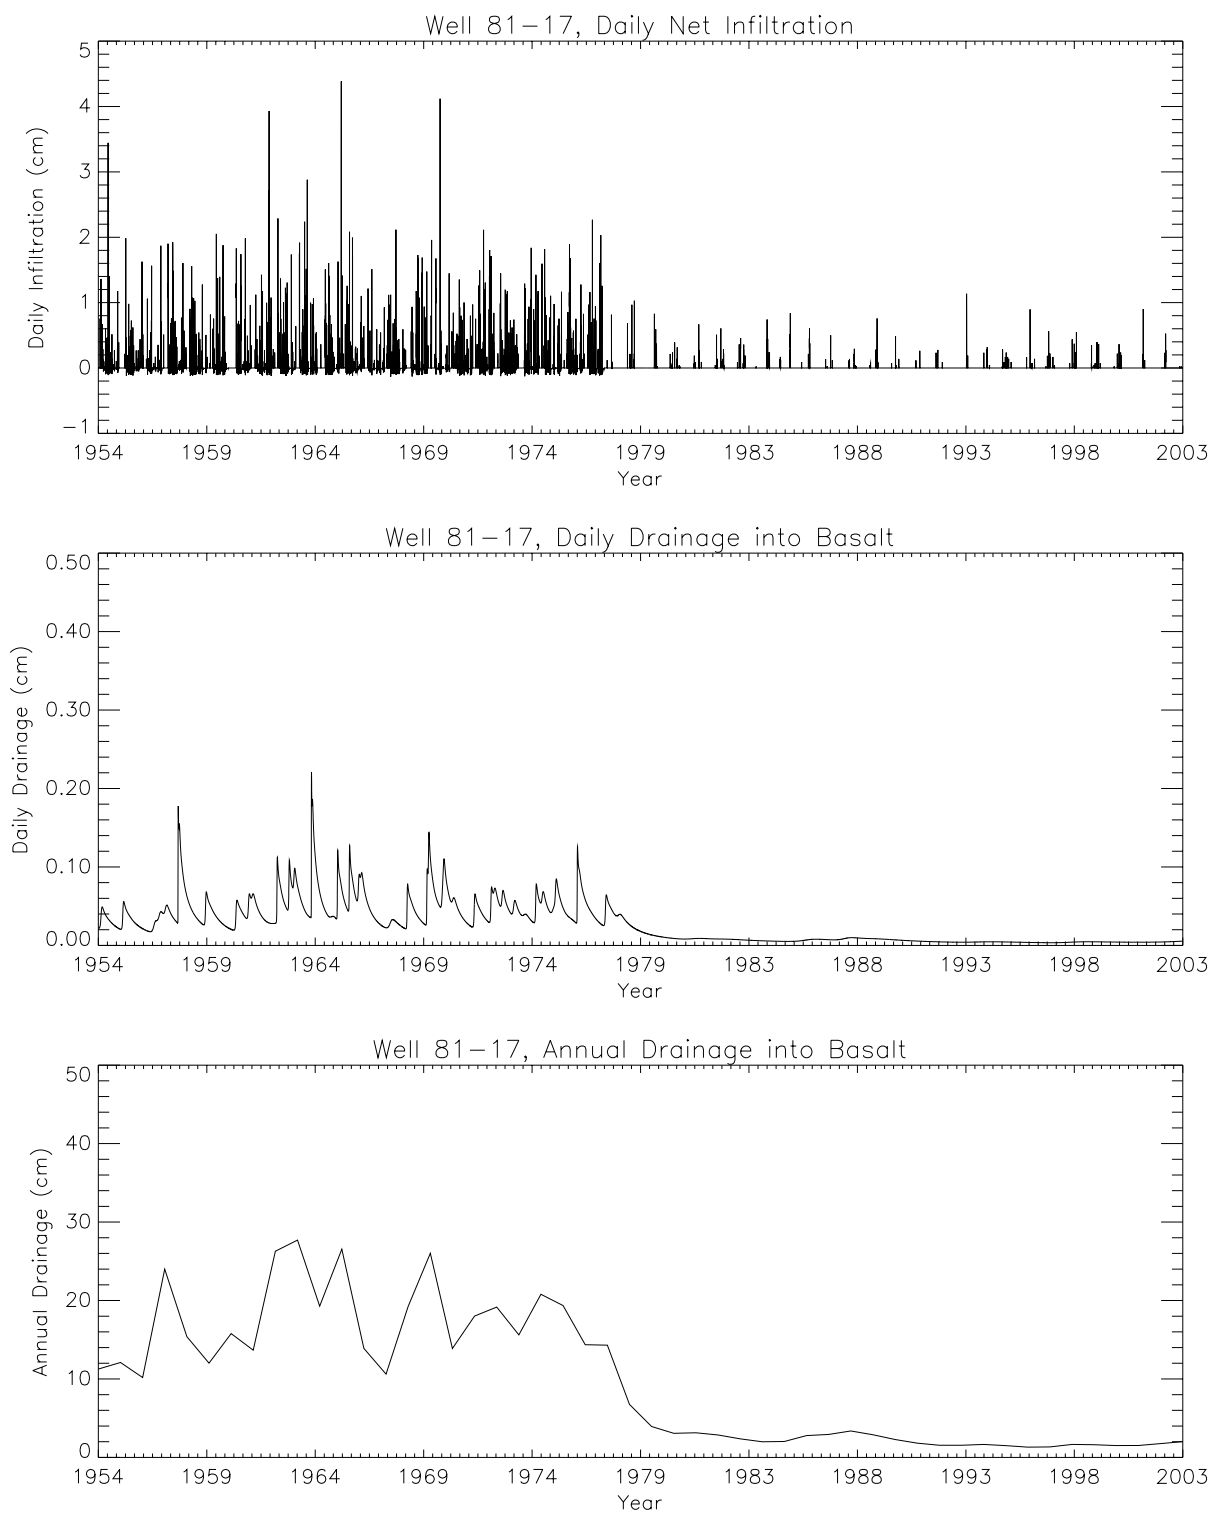 Well 81-17, Daily Net Infiltration
5
4
3
2
1
0
-1
Daily Infiltration (cm)
1954 1959 1964 1969 1974 1979 1983 1988 1993 1998 2003
Year
Well 81-17, Daily Drainage into Basalt
0.50
0.40
0.30
0.20
0.10
0.00
Daily Drainage (cm)
1954 1959 1964 1969 1974 1979 1983 1988 1993 1998 2003
Year
Well 81-17, Annual Drainage into Basalt
50
40
30
20
10
0
Annual Drainage (cm)
1954 1959 1964 1969 1974 1979 1983 1988 1993 1998 2003
Year